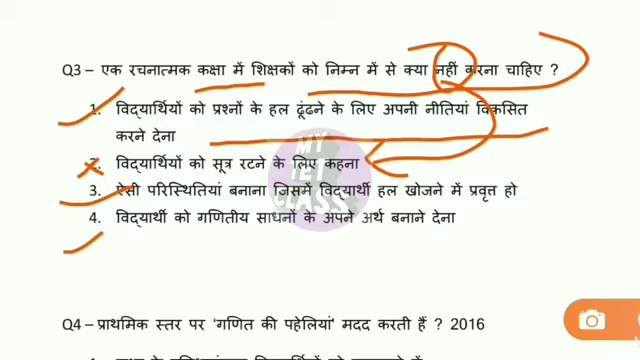 Q3 – एक रचनात्मक कक्षा में शिक्षकों को निम्न में से क्या नहीं करना चाहिए ?
1. विद्यार्थियों को प्रश्नों के हल ढूंढने के लिए अपनी नीतियां विकसित
करने देना
2. विद्यार्थियों को सूत्र रटने के लिए कहना
3. ऐसी परिस्थितियां बनाना जिसमें विद्यार्थी हल खोजने में प्रवृत्त हो
4. विद्यार्थी को गणितीय साधनों के अपने अर्थ बनाने देना
MY
CLASS
Q4 – प्राथमिक स्तर पर ‘गणित की पहेलियां’ मदद करती हैं ? 2016